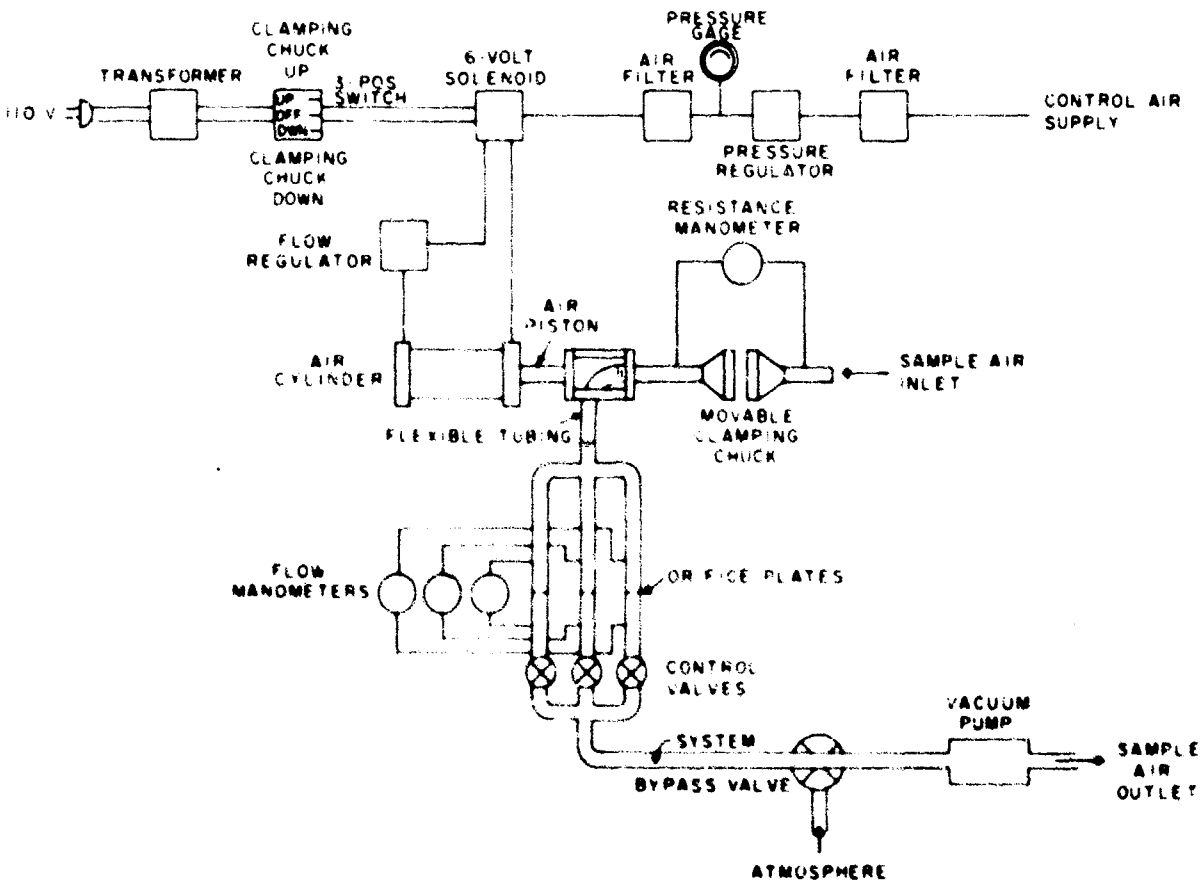 CLAMPING
CHUCK
UP
TRANSFORMER
3-POS.
SWITCH
6-VOLT
SOLENOID
PRESSURE
GAGE
AIR
FILTER
AIR
FILTER
110 V
UP
OFF
DWN
CONTROL AIR
SUPPLY
CLAMPING
CHUCK
DOWN
PRESSURE
REGULATOR
FLOW
REGULATOR
RESISTANCE
MANOMETER
AIR
PISTON
AIR
CYLINDER
SAMPLE AIR
INLET
FLEXIBLE TUBING
MOVABLE
CLAMPING
CHUCK
FLOW
MANOMETERS
ORIFICE PLATES
CONTROL
VALVES
VACUUM
PUMP
SYSTEM
BYPASS VALVE
SAMPLE
AIR
OUTLET
ATMOSPHERE